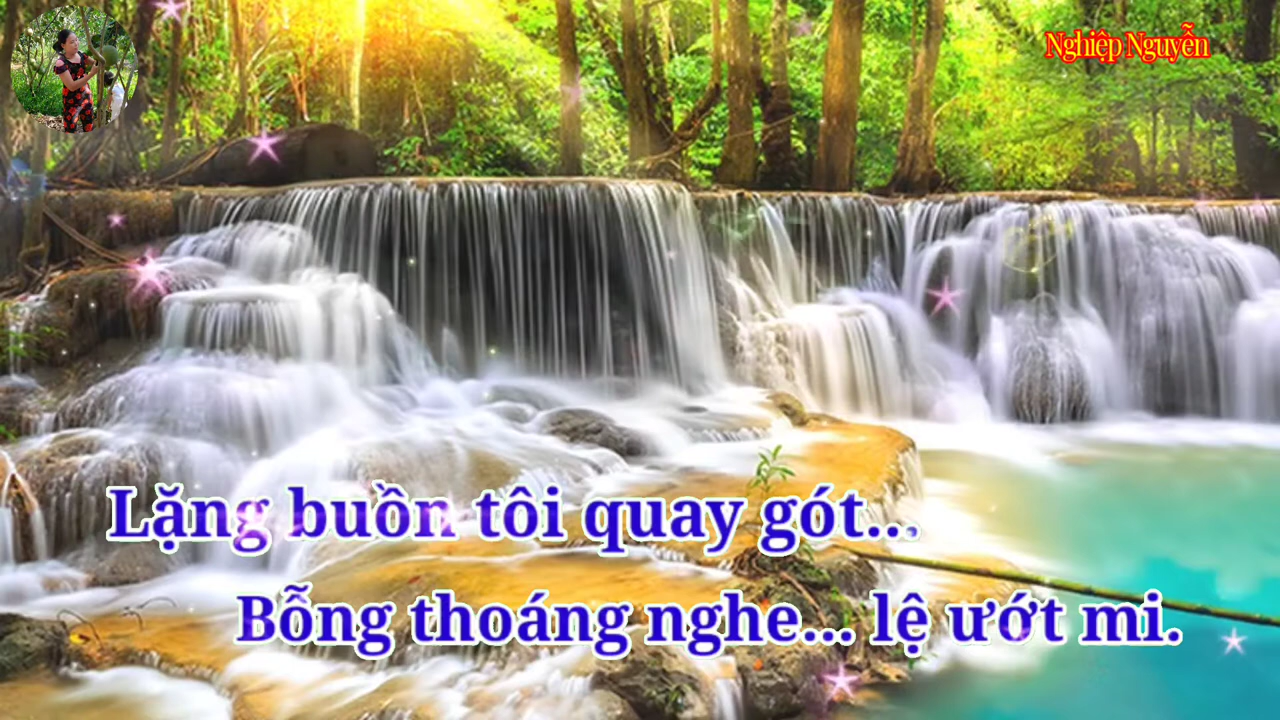 Nghiệp Nguyễn
Lặng buồn tôi quay gót...
Bỗng thoáng nghe... lệ ướt mi.